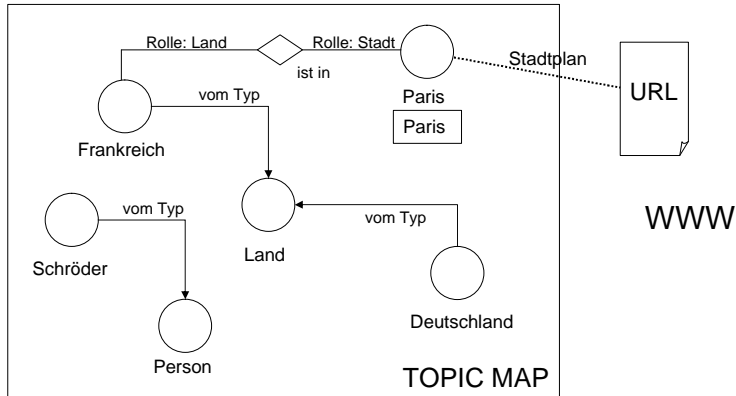 Rolle: Land
Rolle: Stadt
ist in
Stadtplan
URL
Paris
Paris
vom Typ
Frankreich
WWW
vom Typ
vom Typ
Land
Schröder
Deutschland
Person
TOPIC MAP